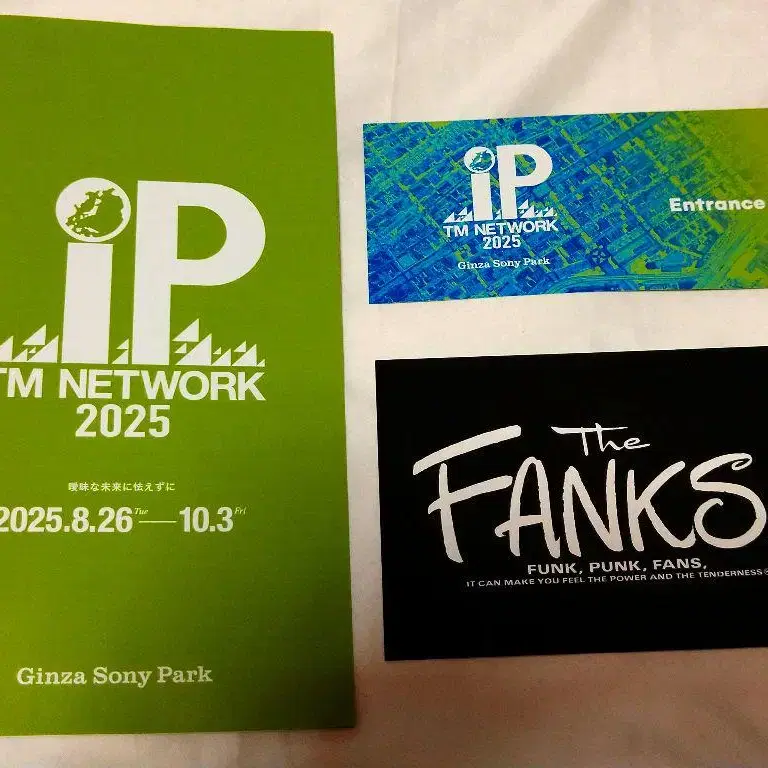 iP
TM NETWORK
2025
曖昧な未来に怯えずに
2025.8.26 Tue — 10.3 Fri
Ginza Sony Park
iP
TM NETWORK
2025
Ginza Sony Park
Entrance
The
FANKS
FUNK, PUNK, FANS,
IT CAN MAKE YOU FEEL THE POWER AND THE TENDERNESS